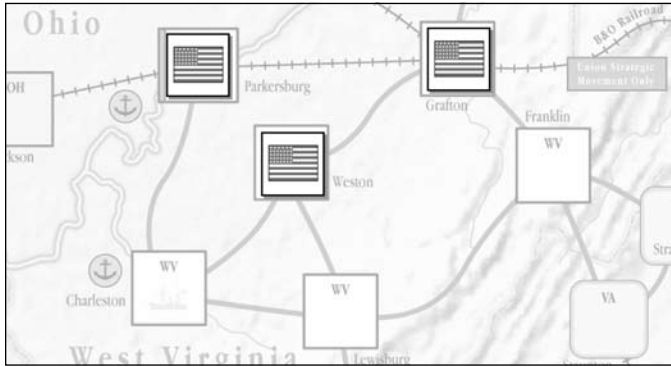 Ohio
B&O Railroad
Union Strategic
Movement Only
OH
Parkersburg
Grafton
Franklin
WV
kson
Weston
Stra
WV
WV
VA
Charleston
West Virginia
Lewisburg